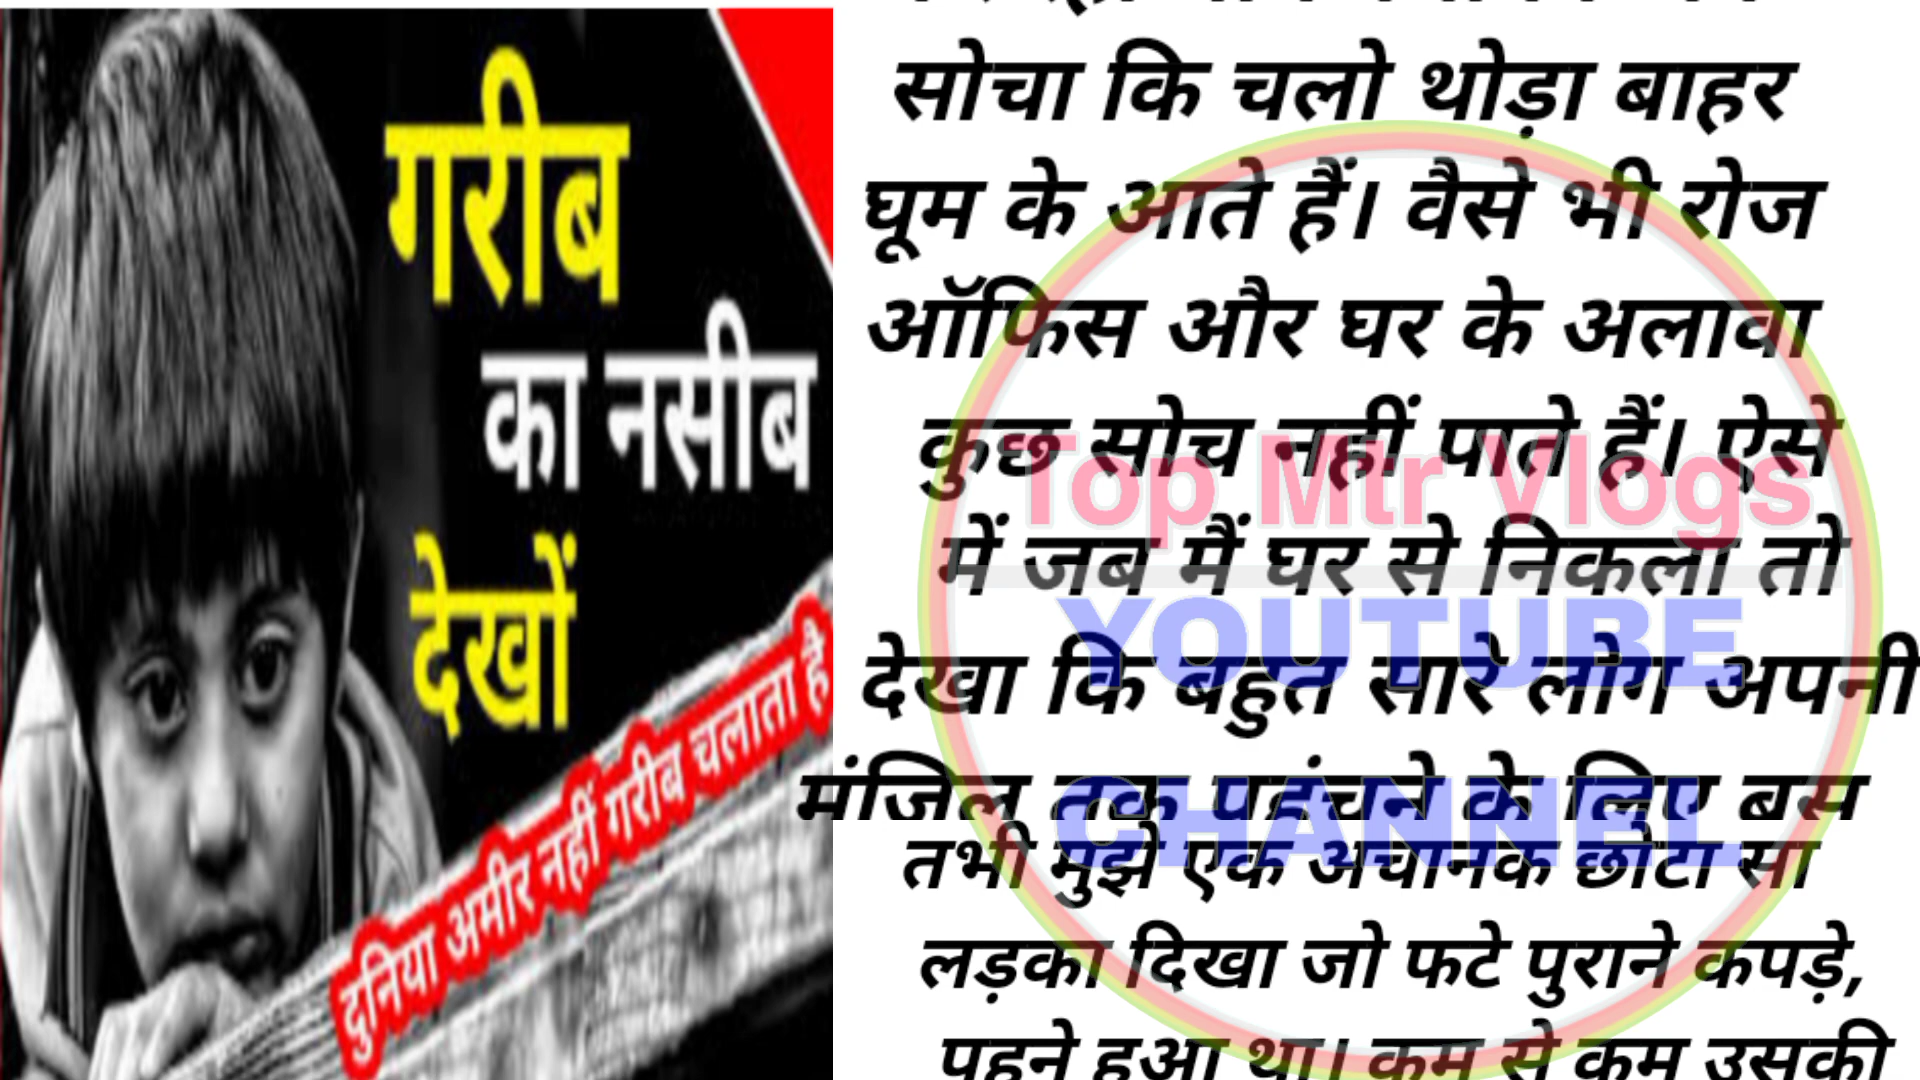 गरीब
का नसीब
देखों
दुनिया अमीर नहीं गरीब चलाता है
सोचा कि चलो थोड़ा बाहर
घूम के आते हैं। वैसे भी रोज
ऑफिस और घर के अलावा
कुछ सोच नहीं पाते हैं। ऐसे
में जब मैं घर से निकला तो
देखा कि बहुत सारे लोग अपनी
मंजिल तक पहुंचने के लिए बस
तभी मुझे एक अचानक छोटा सा
लड़का दिखा जो फटे पुराने कपड़े,
पहने हुआ था। कम से कम उसकी
Top Mtr Vlogs
YOUTUBE
CHANNEL